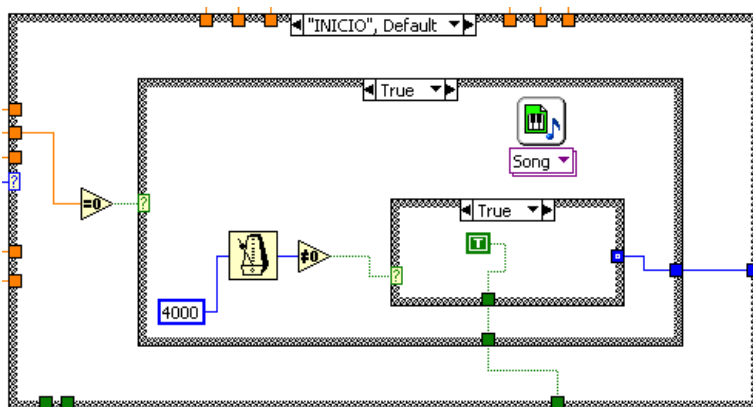 "INICIO", Default
True
Song
True
=0
≠0
T
4000
?
?
?